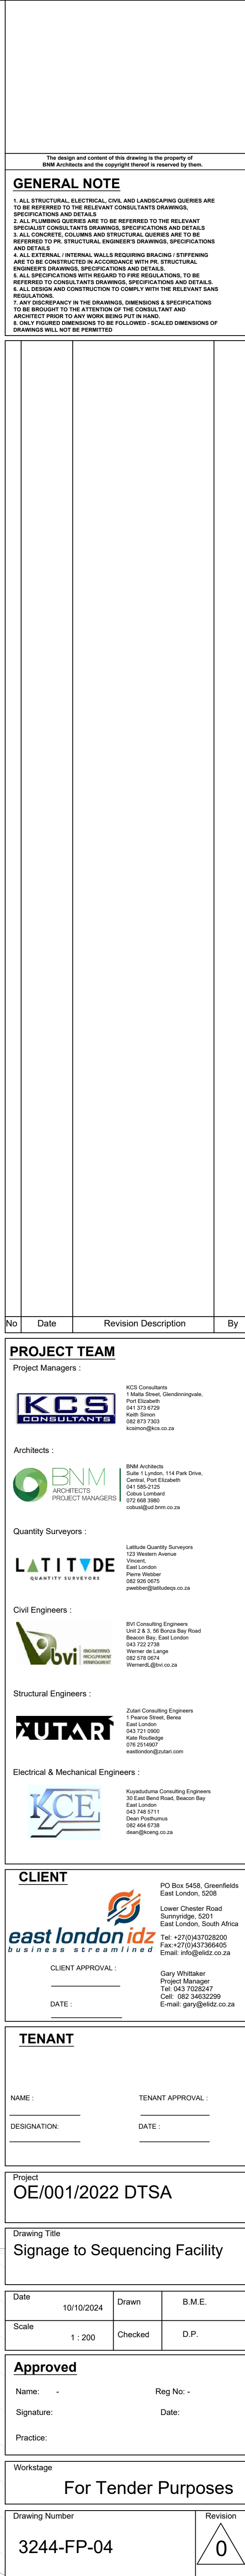 The design and content of this drawing is the property of
BNM Architects and the copyright thereof is reserved by them.
GENERAL NOTE
1. ALL STRUCTURAL, ELECTRICAL, CIVIL AND LANDSCAPING QUERIES ARE
TO BE REFERRED TO THE RELEVANT CONSULTANTS DRAWINGS,
SPECIFICATIONS AND DETAILS
2. ALL PLUMBING QUERIES ARE TO BE REFERRED TO THE RELEVANT
SPECIALIST CONSULTANTS DRAWINGS, SPECIFICATIONS AND DETAILS
3. ALL CONCRETE, COLUMNS AND STRUCTURAL QUERIES ARE TO BE
REFERRED TO PR. STRUCTURAL ENGINEER'S DRAWINGS, SPECIFICATIONS
AND DETAILS
4. ALL EXTERNAL / INTERNAL WALLS REQUIRING BRACING / STIFFENING
ARE TO BE CONSTRUCTED IN ACCORDANCE WITH PR. STRUCTURAL
ENGINEER'S DRAWINGS, SPECIFICATIONS AND DETAILS.
5. ALL SPECIFICATIONS WITH REGARD TO FIRE REGULATIONS, TO BE
REFERRED TO CONSULTANTS DRAWINGS, SPECIFICATIONS AND DETAILS.
6. ALL DESIGN AND CONSTRUCTION TO COMPLY WITH THE RELEVANT SANS
REGULATIONS.
7. ANY DISCREPANCY IN THE DRAWINGS, DIMENSIONS & SPECIFICATIONS
TO BE BROUGHT TO THE ATTENTION OF THE CONSULTANT AND
ARCHITECT PRIOR TO ANY WORK BEING PUT IN HAND.
8. ONLY FIGURED DIMENSIONS TO BE FOLLOWED - SCALED DIMENSIONS OF
DRAWINGS WILL NOT BE PERMITTED
No Date Revision Description By
PROJECT TEAM
Project Managers :
KCS
CONSULTANTS
KCS Consultants
1 Malta Street, Glendinningvale,
Port Elizabeth
041 373 6729
Keith Simon
082 873 7303
kcsimon@kcs.co.za
Architects :
BNM
ARCHITECTS
PROJECT MANAGERS
BNM Architects
Suite 1 Lyndon, 114 Park Drive,
Central, Port Elizabeth
041 585-2125
Cobus Lombard
072 668 3980
cobusl@ud.bnm.co.za
Quantity Surveyors :
LATITUDE
QUANTITY SURVEYORS
Latitude Quantity Surveyors
123 Western Avenue
Vincent,
East London
Pierre Webber
082 926 0675
pwebber@latitudeqs.co.za
Civil Engineers :
bvi
BVI Consulting Engineers
Unit 2 & 3, 56 Bonza Bay Road
Beacon Bay, East London
043 722 2738
Werner de Lange
082 578 0674
WernerdL@bvi.co.za
Structural Engineers :
ZUTARI
Zutari Consulting Engineers
1 Pearce Street, Berea
East London
043 721 0900
Kate Routledge
076 2514907
eastlondon@zutari.com
Electrical & Mechanical Engineers :
KCE
Kuyaduduma Consulting Engineers
30 East Bend Road, Beacon Bay
East London
043 748 5711
Dean Posthumus
082 464 6738
dean@kceng.co.za
CLIENT
east london idz
business streamlined
PO Box 5458, Greenfields
East London, 5208
Lower Chester Road
Sunnyridge, 5201
East London, South Africa
Tel: +27(0)437028200
Fax:+27(0)437366405
Email: info@elidz.co.za
Gary Whittaker
Project Manager
Tel: 043 7028247
Cell: 082 34632299
E-mail: gary@elidz.co.za
CLIENT APPROVAL :
DATE :
TENANT
NAME : TENANT APPROVAL :
DESIGNATION: DATE :
Project
OE/001/2022 DTSA
Drawing Title
Signage to Sequencing Facility
Date
10/10/2024
Drawn B.M.E.
Scale
1 : 200
Checked D.P.
Approved
Name: - Reg No: -
Signature: Date:
Practice:
Workstage
For Tender Purposes
Drawing Number Revision
3244-FP-04 0